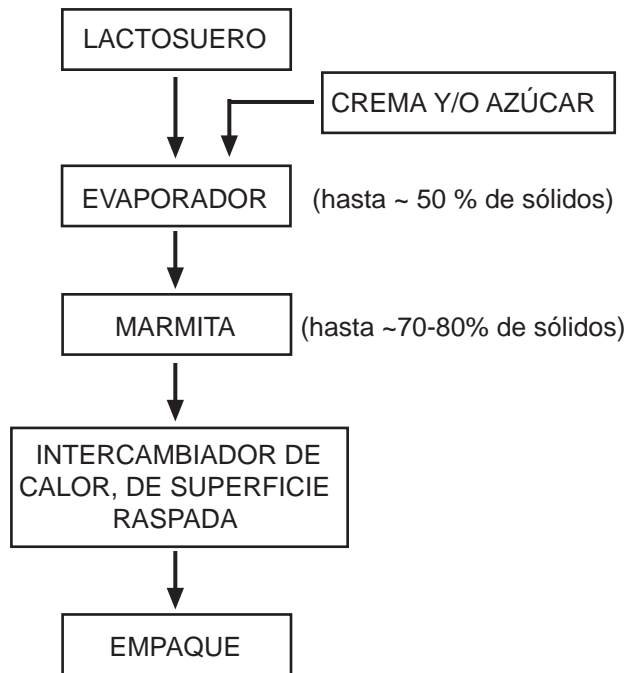 LACTOSUERO
CREMA Y/O AZÚCAR
EVAPORADOR
(hasta ~ 50 % de sólidos)
MARMITA
(hasta ~70-80% de sólidos)
INTERCAMBIADOR DE
CALOR, DE SUPERFICIE
RASPADA
EMPAQUE